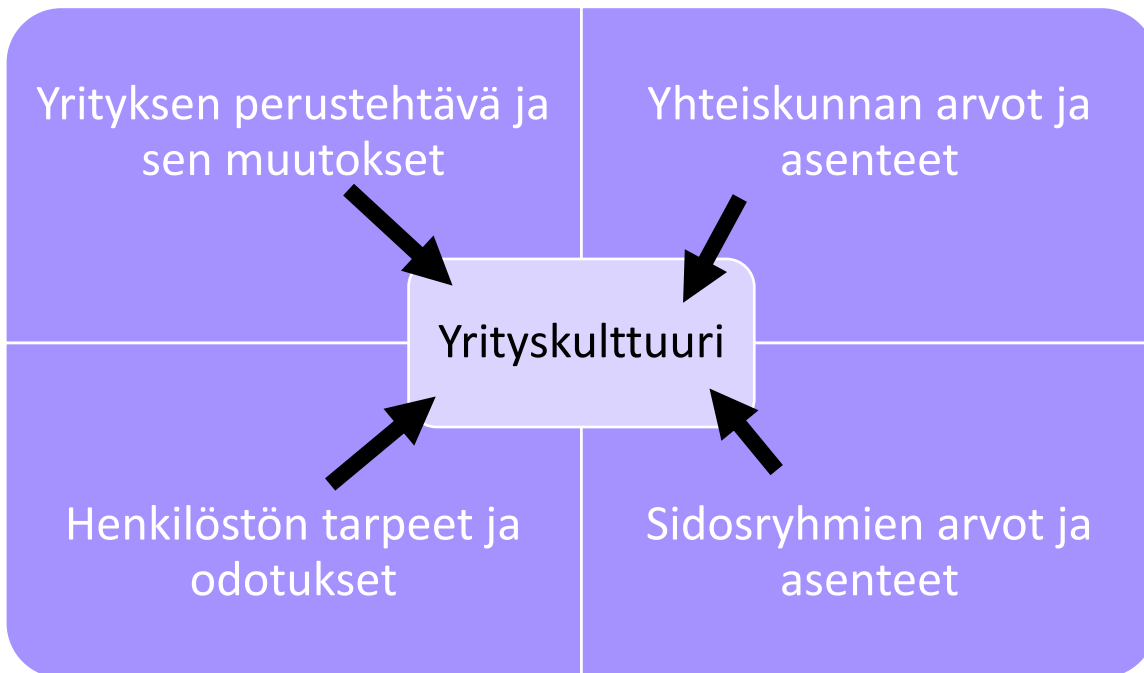 Yrityksen perustehtävä ja
sen muutokset
Yhteiskunnan arvot ja
asenteet
Yrityskulttuuri
Henkilöstön tarpeet ja
odotukset
Sidosryhmien arvot ja
asenteet